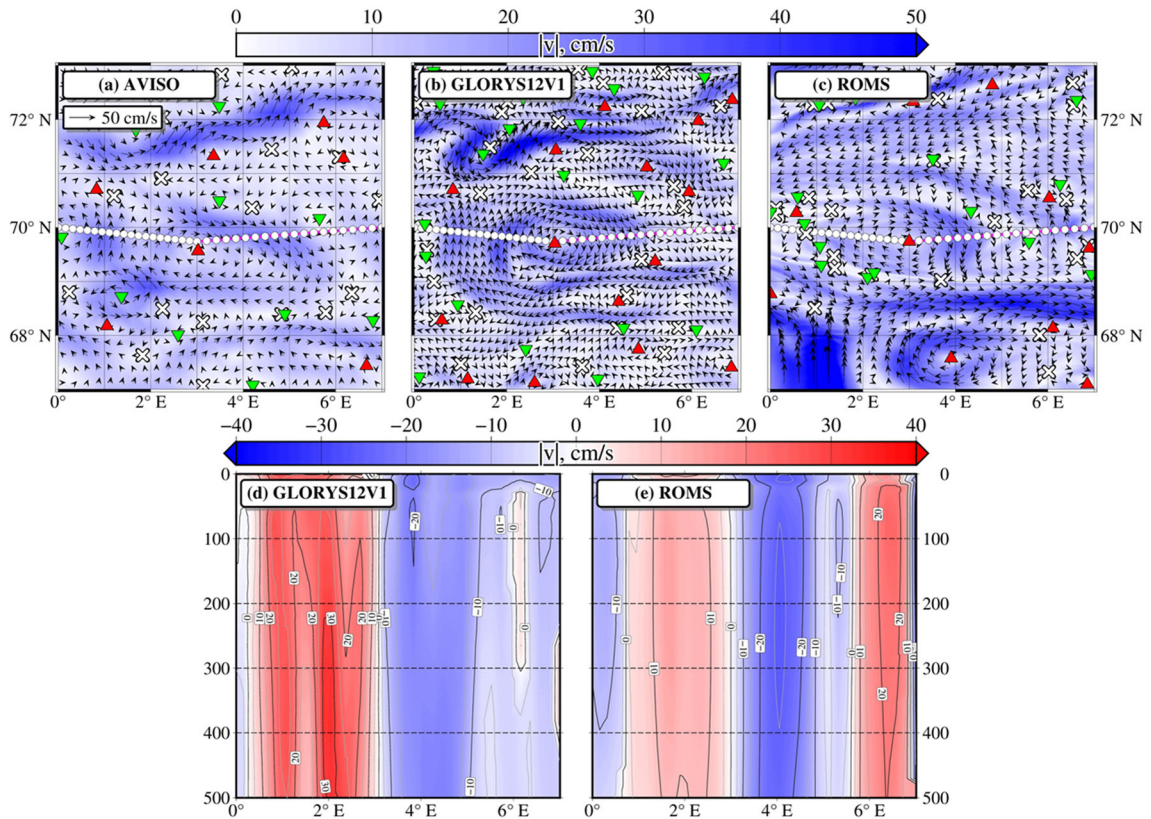 0 10 20 30 40 50
|v|, cm/s
(a) AVISO (b) GLORYS12V1 (c) ROMS
50 cm/s
72° N 72° N
70° N 70° N
68° N 68° N
0° 2° E 4° E 6° E 0° 2° E 4° E 6° E 0° 2° E 4° E 6° E
−40 −30 −20 −10 0 10 20 30 40
|v|, cm/s
(d) GLORYS12V1 (e) ROMS
0 0
100 100
200 200
300 300
400 400
500 500
0° 2° E 4° E 6° E 0° 2° E 4° E 6° E